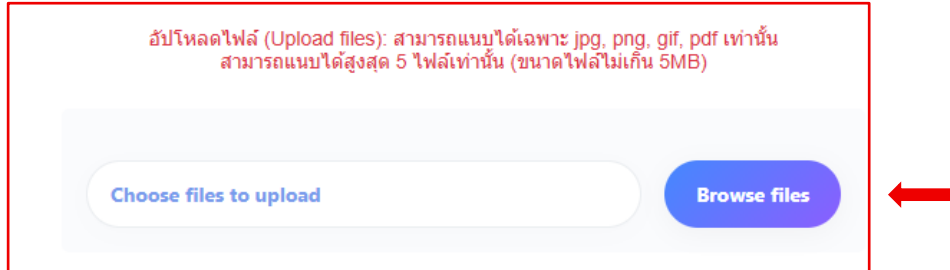 อัปโหลดไฟล์ (Upload files): สามารถแนบได้เฉพาะ jpg, png, gif, pdf เท่านั้น
สามารถแนบได้สูงสุด 5 ไฟล์เท่านั้น (ขนาดไฟล์ไม่เกิน 5MB)
Choose files to upload
Browse files